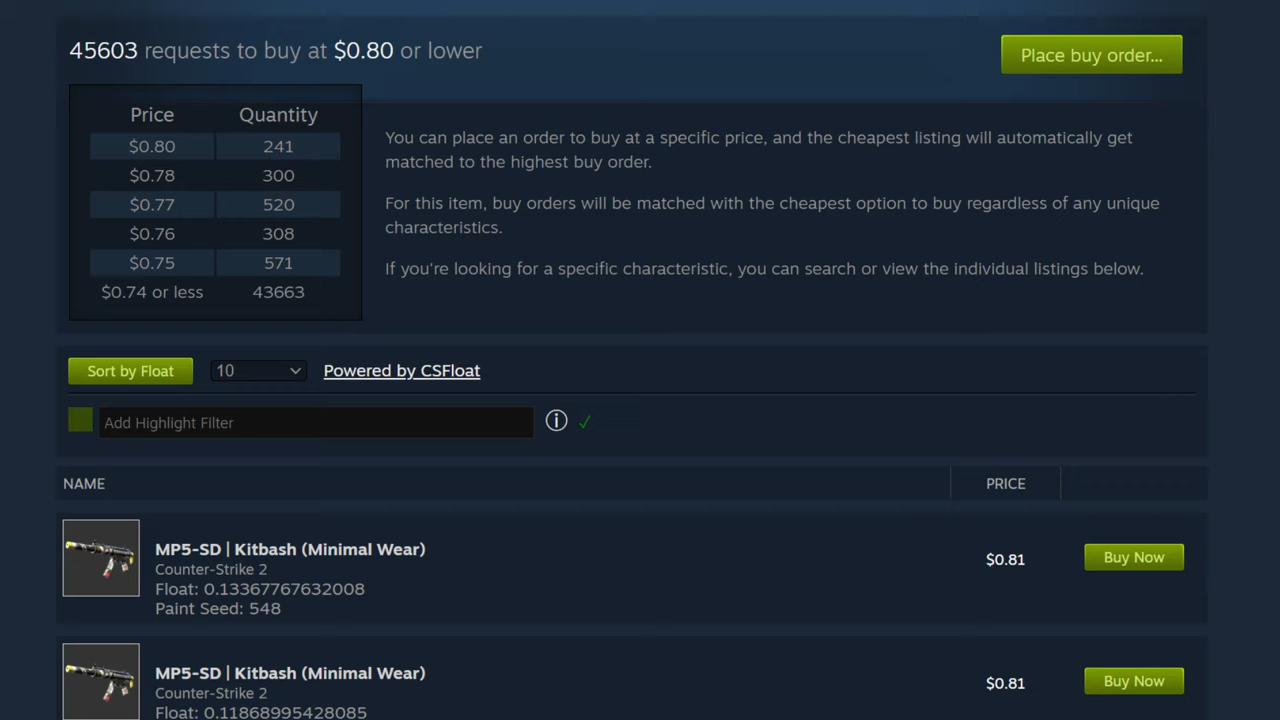 45603 requests to buy at $0.80 or lower
Place buy order...
Price Quantity
$0.80 241
$0.78 300
$0.77 520
$0.76 308
$0.75 571
$0.74 or less 43663
You can place an order to buy at a specific price, and the cheapest listing will automatically get
matched to the highest buy order.
For this item, buy orders will be matched with the cheapest option to buy regardless of any unique
characteristics.
If you're looking for a specific characteristic, you can search or view the individual listings below.
Sort by Float 10 Powered by CSFloat
Add Highlight Filter
NAME PRICE
MP5-SD | Kitbash (Minimal Wear)
Counter-Strike 2
Float: 0.13367767632008
Paint Seed: 548
$0.81 Buy Now
MP5-SD | Kitbash (Minimal Wear)
Counter-Strike 2
Float: 0.11868995428085
$0.81 Buy Now